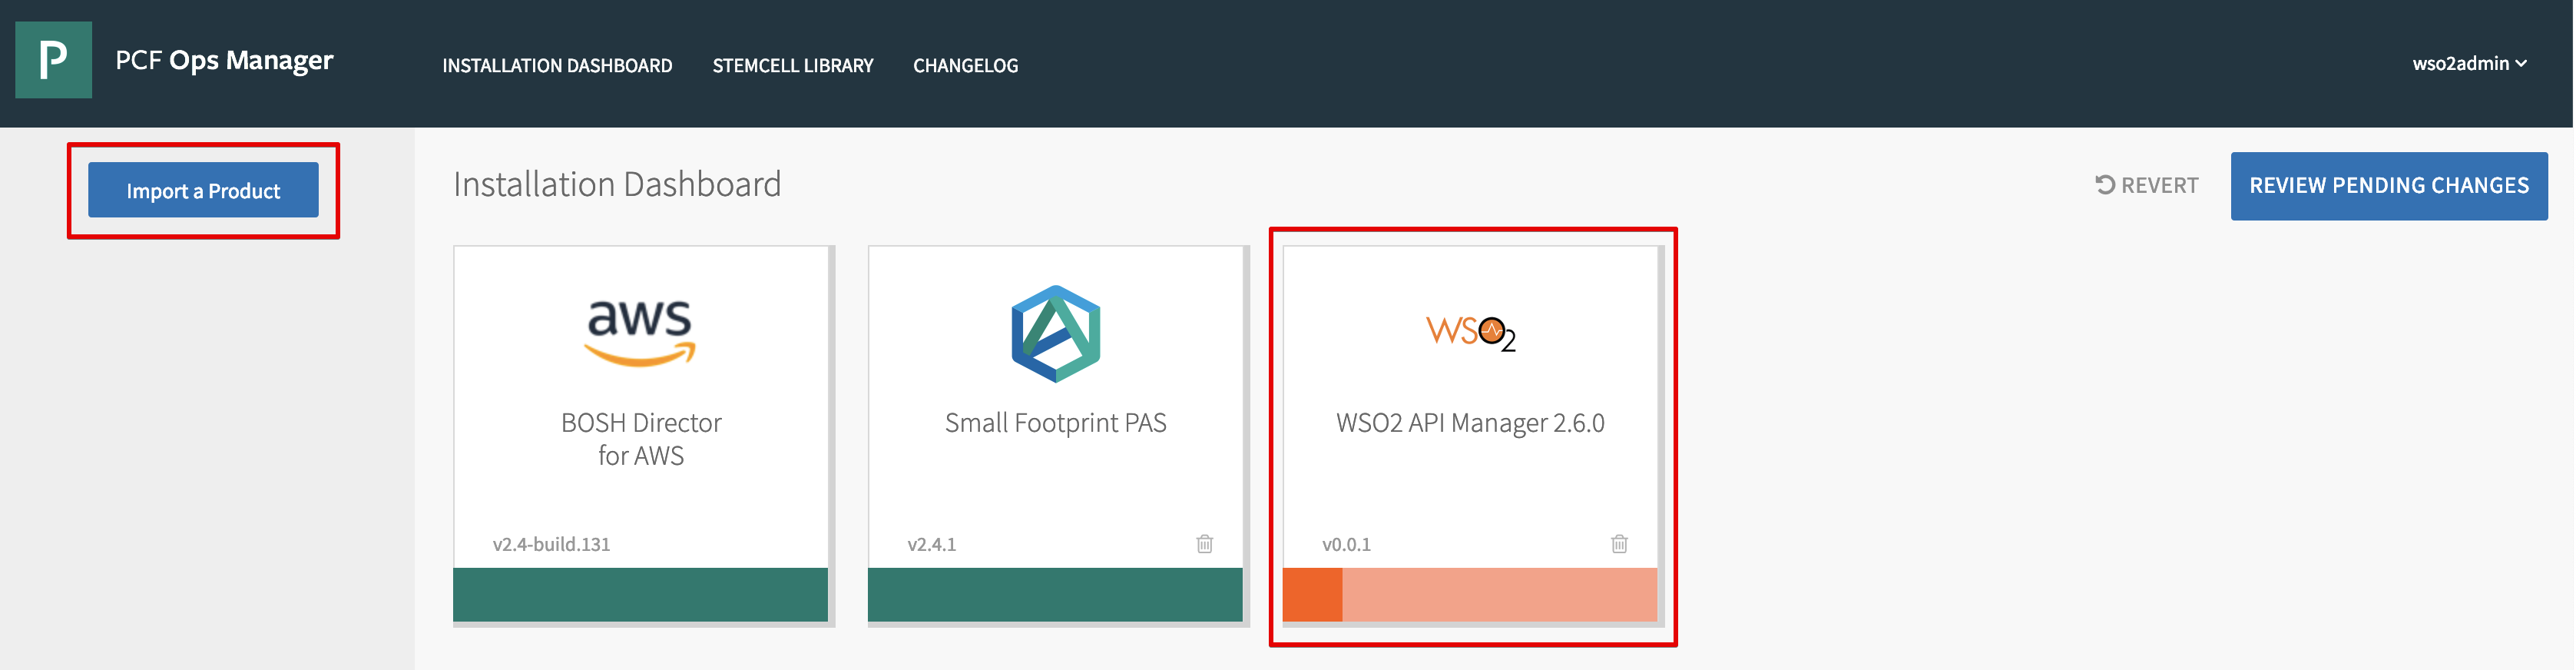 P
PCF Ops Manager
INSTALLATION DASHBOARD
STEMCELL LIBRARY
CHANGELOG
wso2admin
Import a Product
Installation Dashboard
REVERT
REVIEW PENDING CHANGES
aws
BOSH Director
for AWS
v2.4-build.131
Small Footprint PAS
v2.4.1
WSO2
WSO2 API Manager 2.6.0
v0.0.1